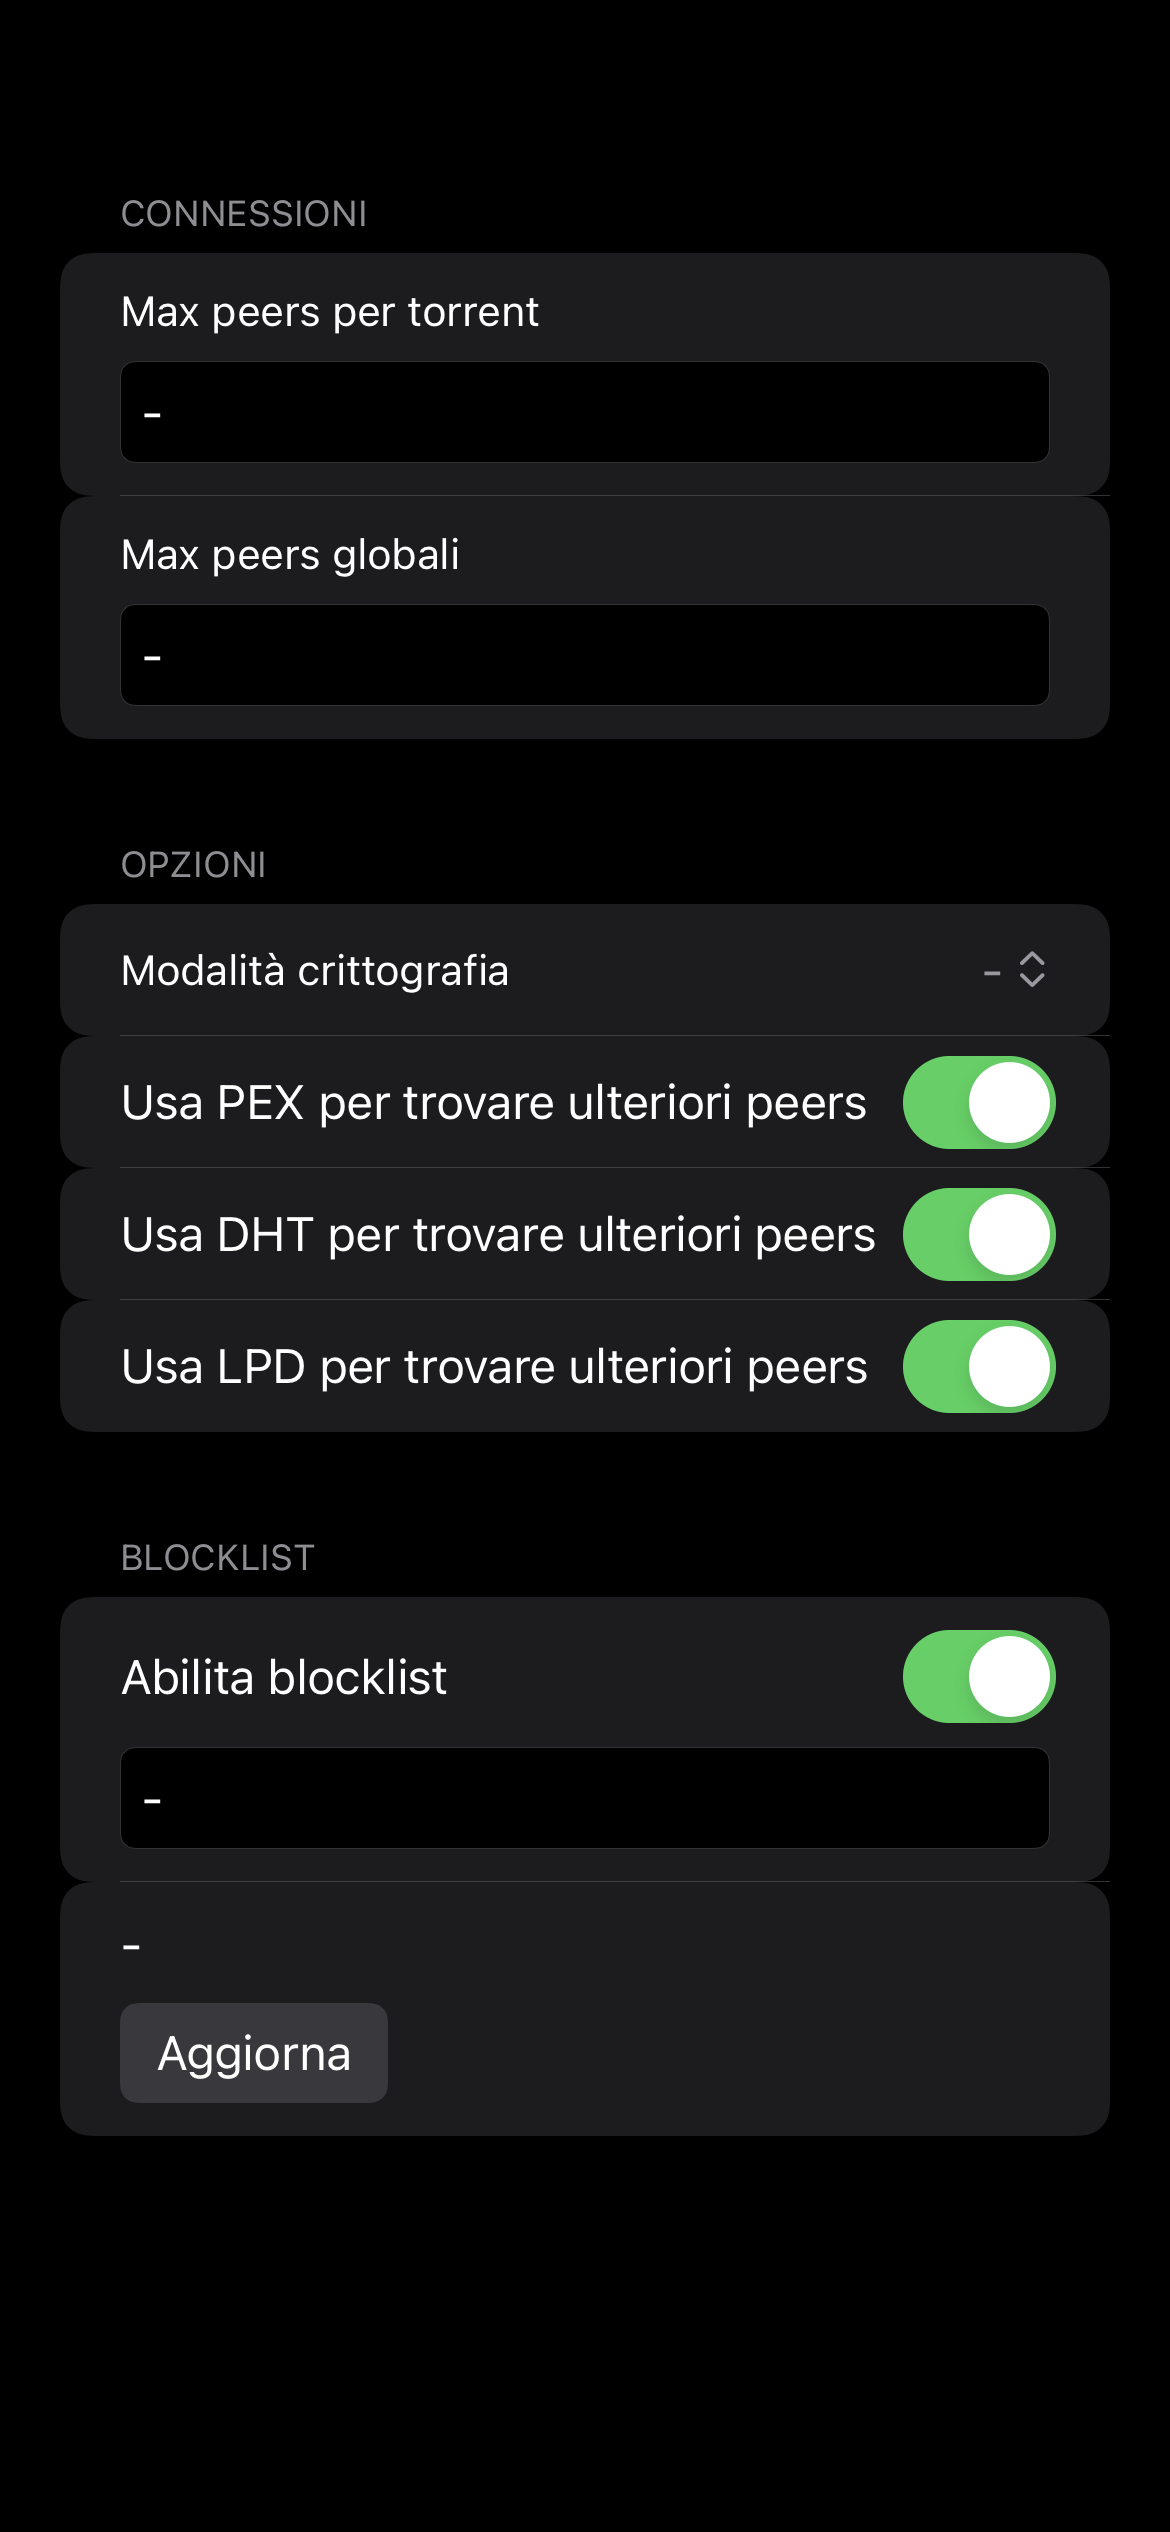 CONNESSIONI
Max peers per torrent
-
Max peers globali
-
OPZIONI
Modalità crittografia -
Usa PEX per trovare ulteriori peers
Usa DHT per trovare ulteriori peers
Usa LPD per trovare ulteriori peers
BLOCKLIST
Abilita blocklist
-
-
Aggiorna